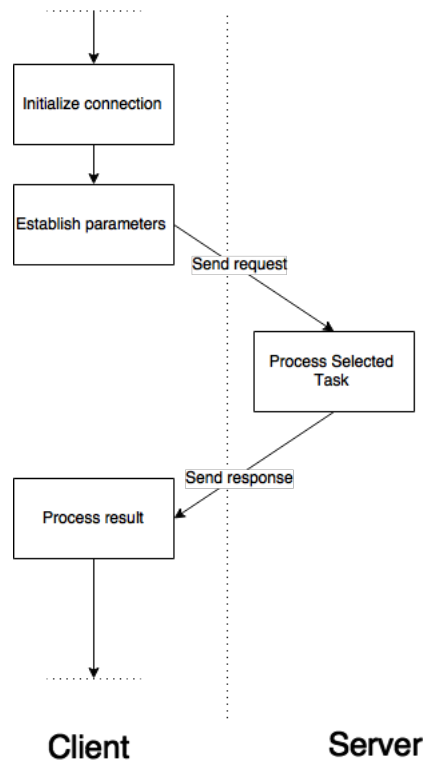 Initialize connection
Establish parameters
Send request
Process Selected
Task
Send response
Process result
Client
Server